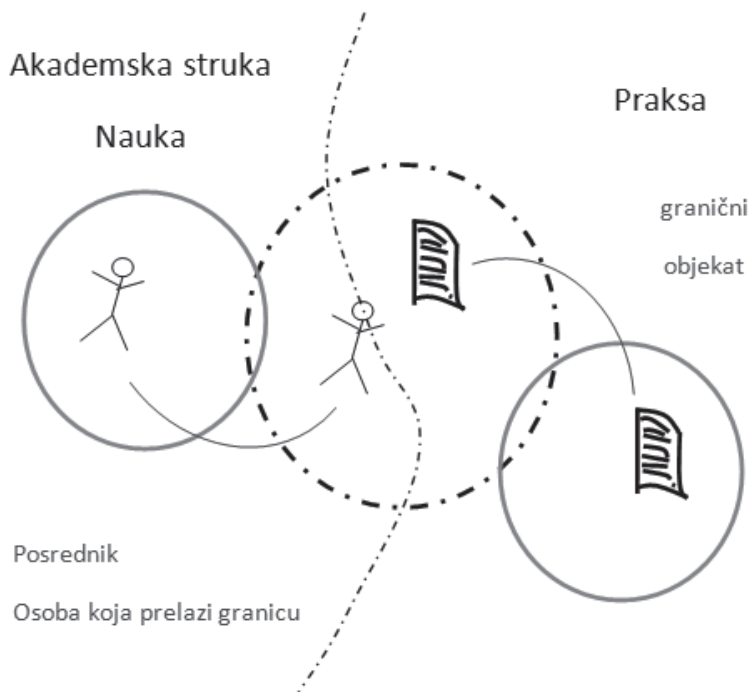 Akademska struka
Nauka
Praksa
granični
objekat
Posrednik
Osoba koja prelazi granicu